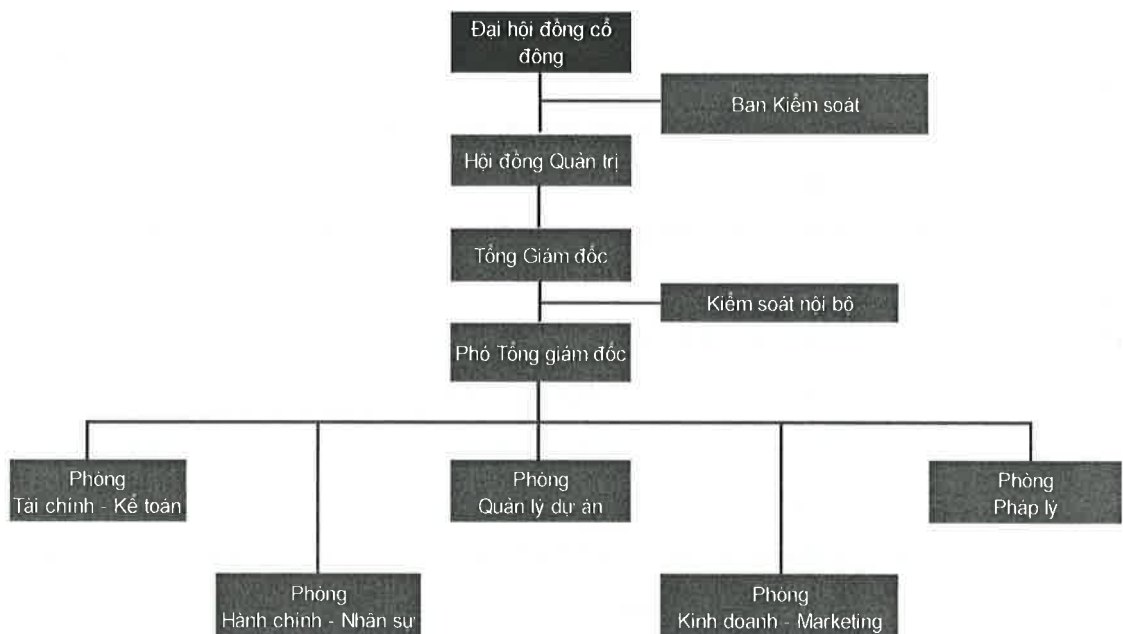 Đại hội đồng cổ
đông
Ban Kiểm soát
Hội đồng Quản trị
Tổng Giám đốc
Kiểm soát nội bộ
Phó Tổng giám đốc
Phòng
Tài chính - Kế toán
Phòng
Quản lý dự án
Phòng
Pháp lý
Phòng
Hành chính - Nhân sự
Phòng
Kinh doanh - Marketing